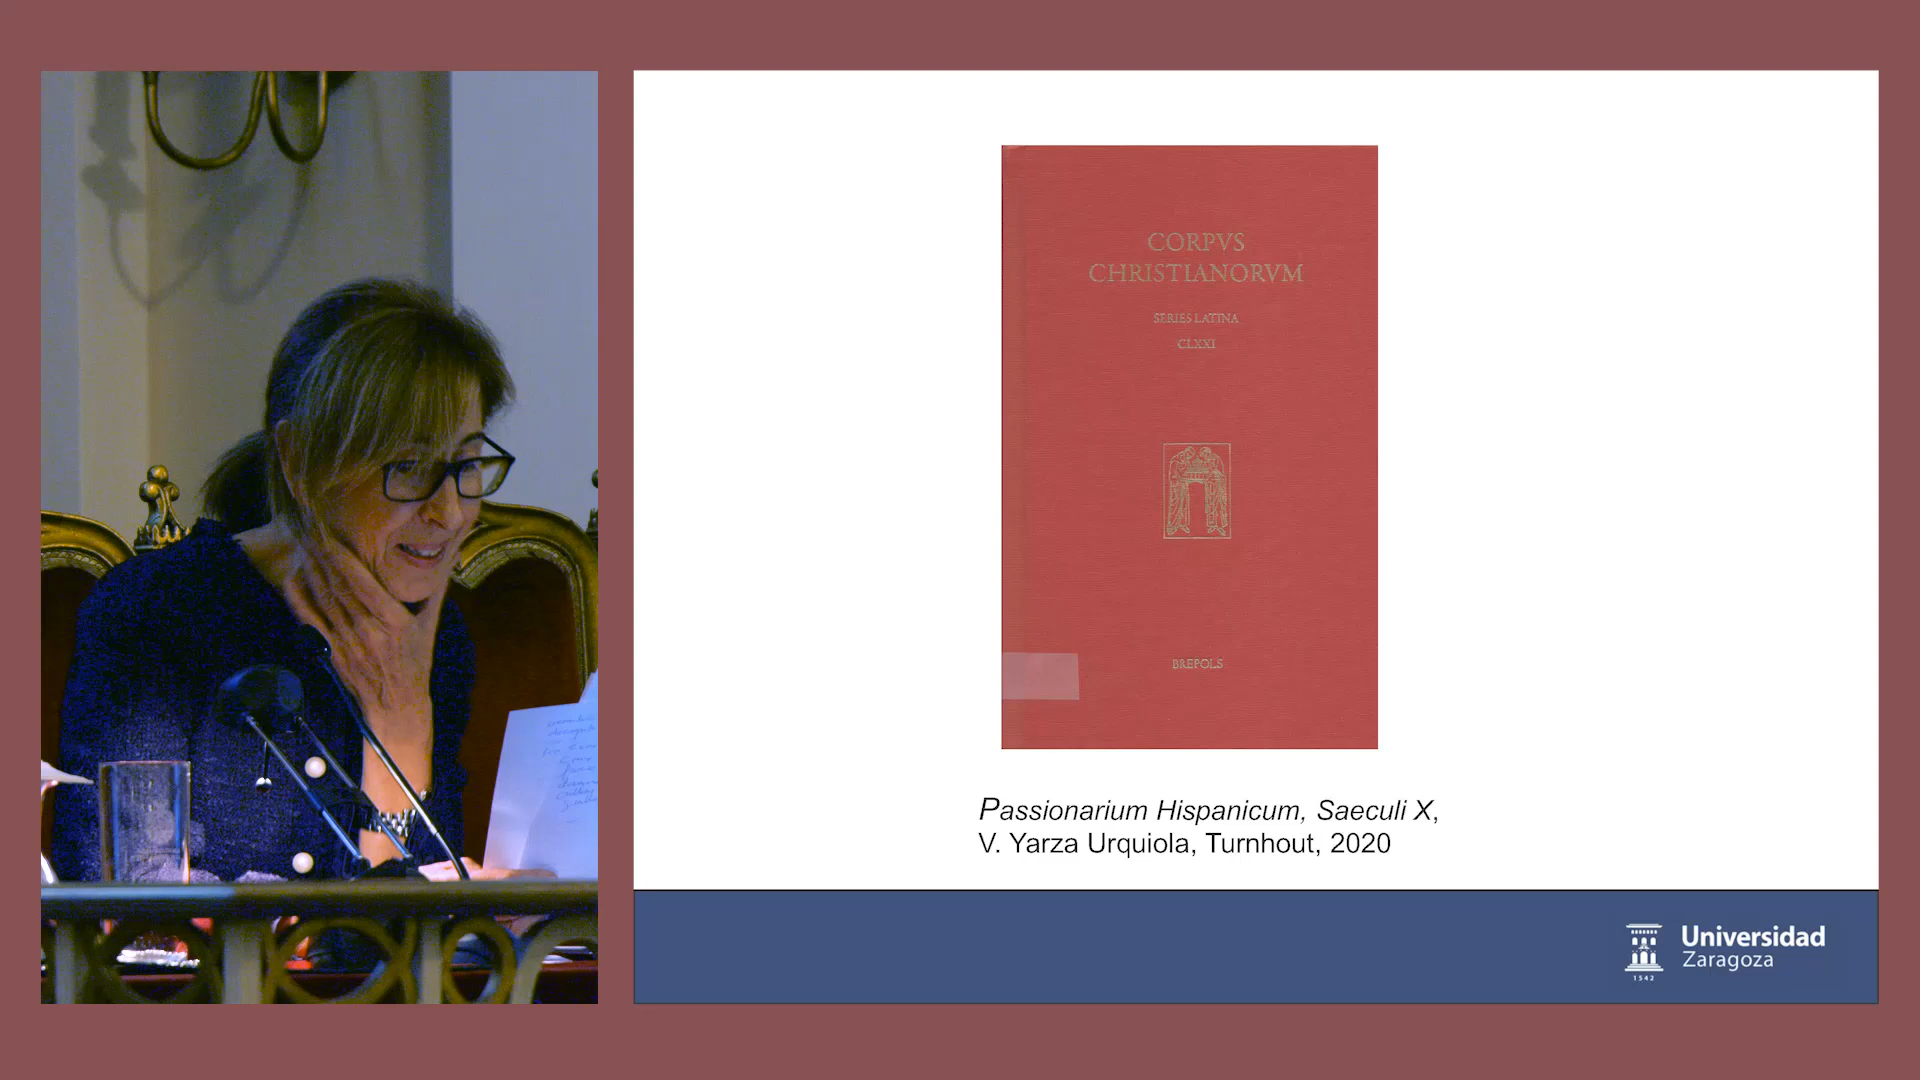 CORPVS
CHRISTIANORVM
SERIES LATINA
CLXXI
BREPOLS
Passionarium Hispanicum, Saeculi X,
V. Yarza Urquiola, Turnhout, 2020
Universidad
Zaragoza
1542